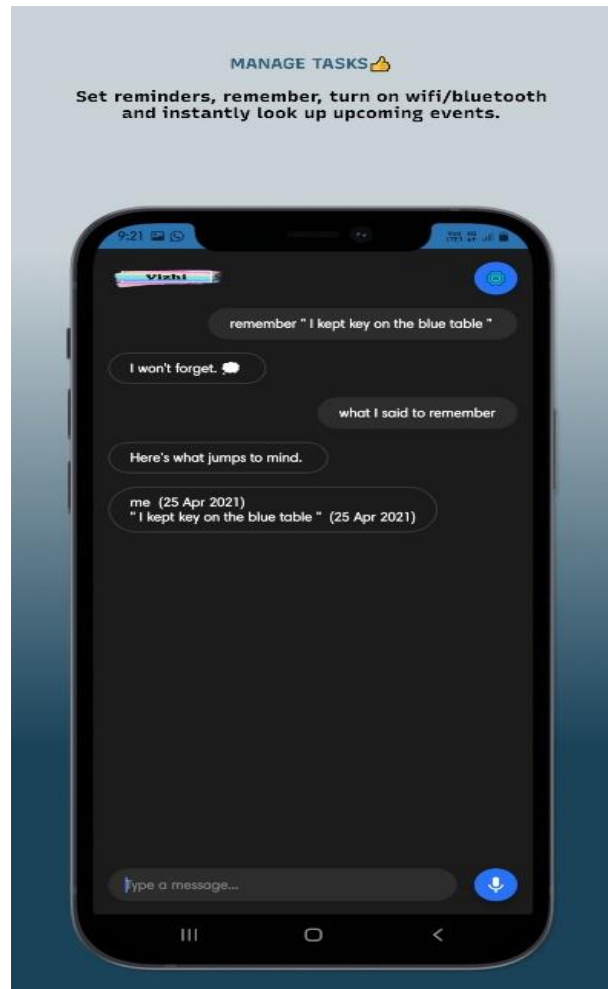 MANAGE TASKS👍
Set reminders, remember, turn on wifi/bluetooth
and instantly look up upcoming events.
9:21
Vizhi
remember " I kept key on the blue table "
I won't forget. 💭
what I said to remember
Here's what jumps to mind.
me (25 Apr 2021)
" I kept key on the blue table " (25 Apr 2021)
Type a message...